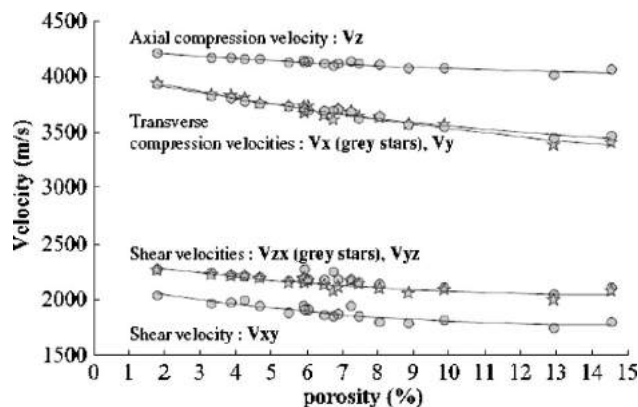 4500
Axial compression velocity : Vz
4000
Transverse
3500
compression velocities : Vx (grey stars), Vy
3000
Velocity (m/s)
2500
Shear velocities : Vzx (grey stars), Vyz
2000
Shear velocity : Vxy
1500
0 1 2 3 4 5 6 7 8 9 10 11 12 13 14 15
porosity (%)